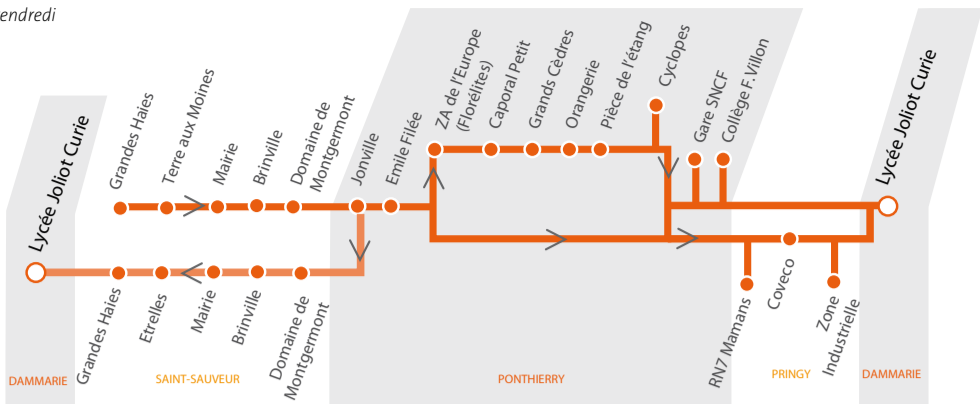 endredi
Lycée Joliot Curie
Grandes Haies
Terre aux Moines
Mairie
Brinville
Domaine de
Montgermont
Jonville
Emile Filée
ZA de l'Europe
(Florélites)
Caporal Petit
Grands Cèdres
Orangerie
Pièce de l'étang
Cyclopes
Gare SNCF
Collège F. Villon
Lycée Joliot Curie
Grandes Haies
Etrelles
Mairie
Brinville
Domaine de
Montgermont
RN7 Mamans
Coveco
Zone
Industrielle
DAMMARIE
SAINT-SAUVEUR
PONTHIERRY
PRINGY
DAMMARIE